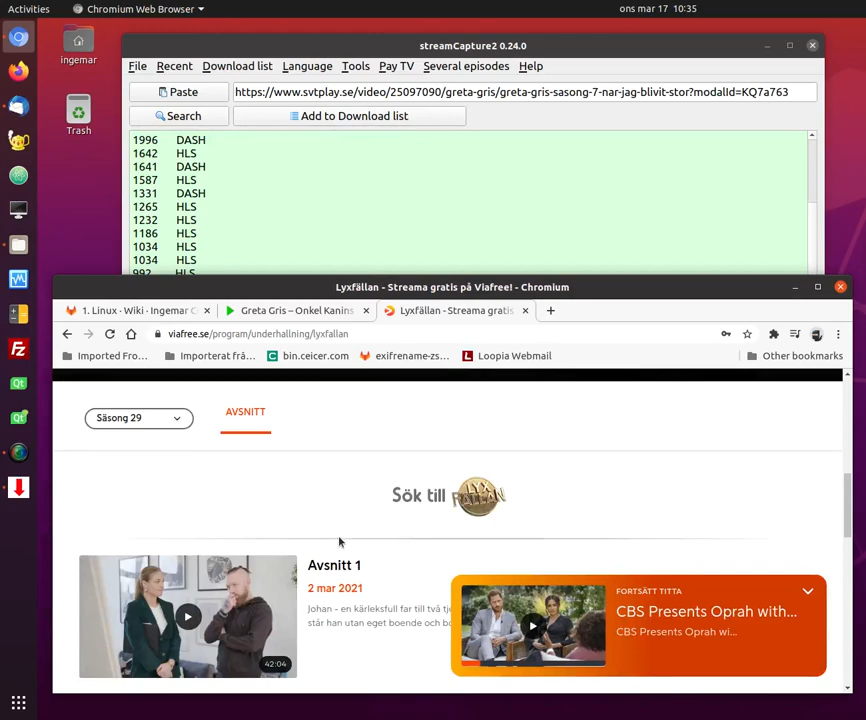 Activities
Chromium Web Browser
ons mar 17 10:35
ingemar
Trash
streamCapture2 0.24.0
File Recent Download list Language Tools Pay TV Several episodes Help
Paste
https://www.svtplay.se/video/25097090/greta-gris/greta-gris-sasong-7-nar-jag-blivit-stor?modalId=KQ7a763
Search
Add to Download list
1996 DASH
1642 HLS
1641 DASH
1587 HLS
1331 DASH
1265 HLS
1232 HLS
1186 HLS
1034 HLS
1034 HLS
992 HLS
Lyxfällan - Streama gratis på Viafree! - Chromium
1. Linux · Wiki · Ingemar C
Greta Gris – Onkel Kanins
Lyxfällan - Streama gratis
viafree.se/program/underhallning/lyxfallan
Imported Fro...
Importerat frå...
bin.ceicer.com
exifrename-zs...
Loopia Webmail
Other bookmarks
Säsong 29
AVSNITT
Sök till LYX FÄLLAN
Avsnitt 1
2 mar 2021
Johan - en kärleksfull far till två tj
står han utan eget boende och b
42:04
FORTSÄTT TITTA
CBS Presents Oprah with...
CBS Presents Oprah wi...